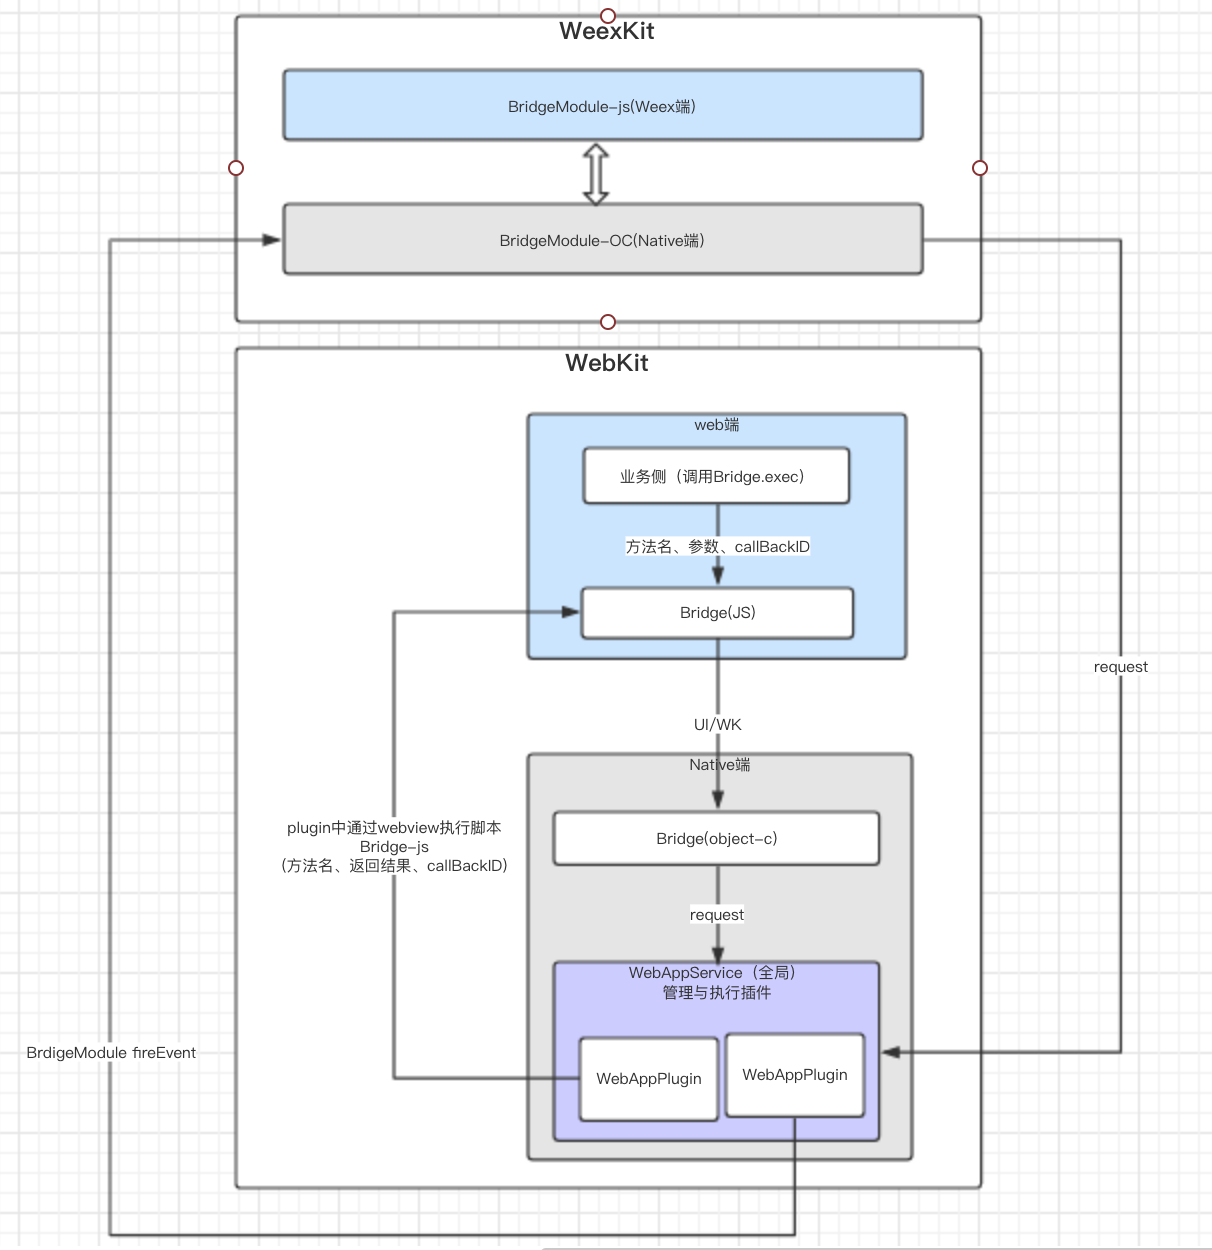 WeexKit
BridgeModule-js(Weex端)
BridgeModule-OC(Native端)
WebKit
web端
业务侧（调用Bridge.exec）
方法名、参数、callBackID
Bridge(JS)
request
UI/WK
Native端
plugin中通过webview执行脚本
Bridge-js
（方法名、返回结果、callBackID）
Bridge(object-c)
request
WebAppService（全局）
管理与执行插件
BrdigeModule fireEvent
WebAppPlugin
WebAppPlugin